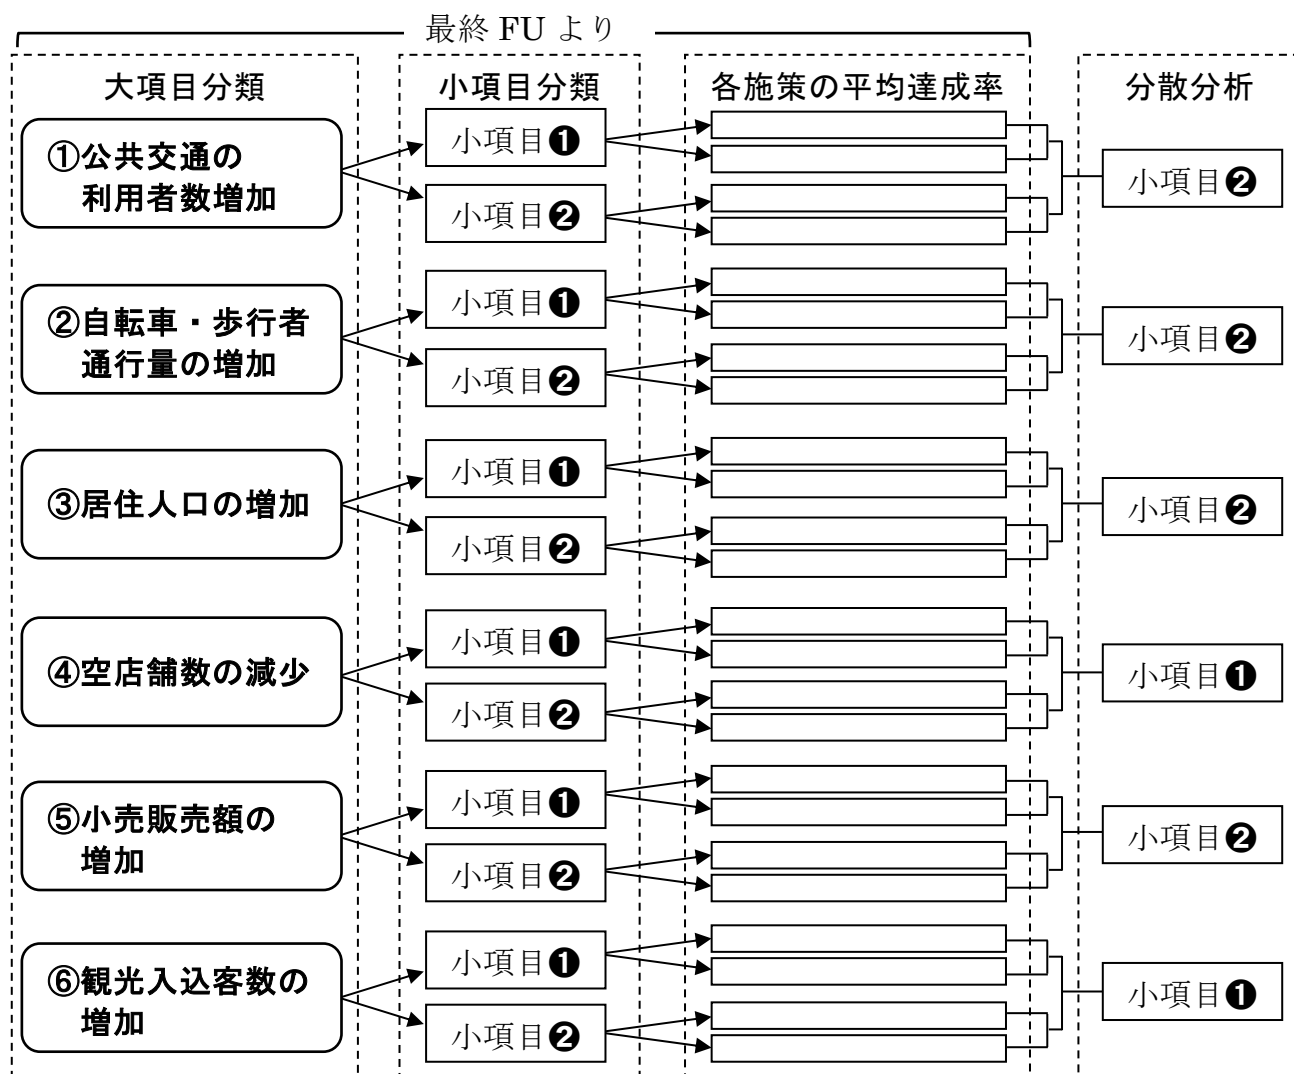 最終 FU より
大項目分類
小項目分類
各施策の平均達成率
分散分析
①公共交通の
利用者数増加
小項目❶
小項目❷
小項目❷
②自転車・歩行者
通行量の増加
小項目❶
小項目❷
小項目❷
③居住人口の増加
小項目❶
小項目❷
小項目❷
④空店舗数の減少
小項目❶
小項目❷
小項目❶
⑤小売販売額の
増加
小項目❶
小項目❷
小項目❷
⑥観光入込客数の
増加
小項目❶
小項目❷
小項目❶